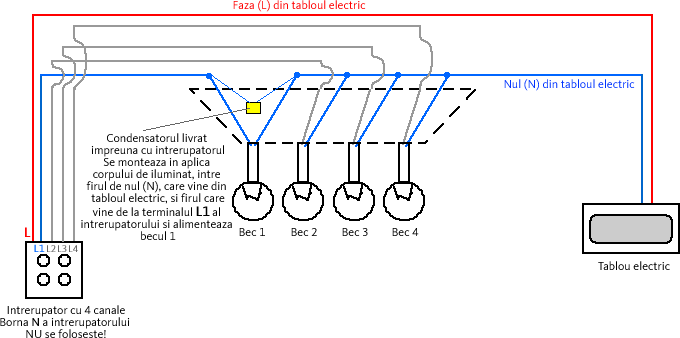 Faza (L) din tabloul electric
Nul (N) din tabloul electric
Condensatorul livrat
impreuna cu intrerupatorul
Se monteaza in aplica
corpului de iluminat, intre
firul de nul (N), care vine din
tabloul electric, si firul care
vine de la terminalul L1 al
intrerupatorului si alimenteaza
becul 1
Bec 1 Bec 2 Bec 3 Bec 4
L
L1 L2 L3 L4
Tablou electric
Intrerupator cu 4 canale
Borna N a intrerupatorului
NU se foloseste!